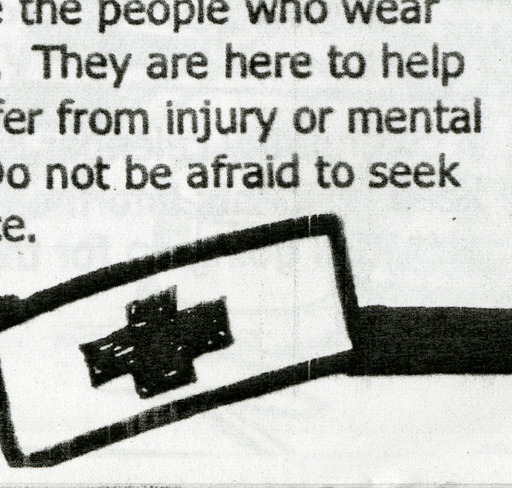 the people who wear
They are here to help
fer from injury or mental
Do not be afraid to seek
te.